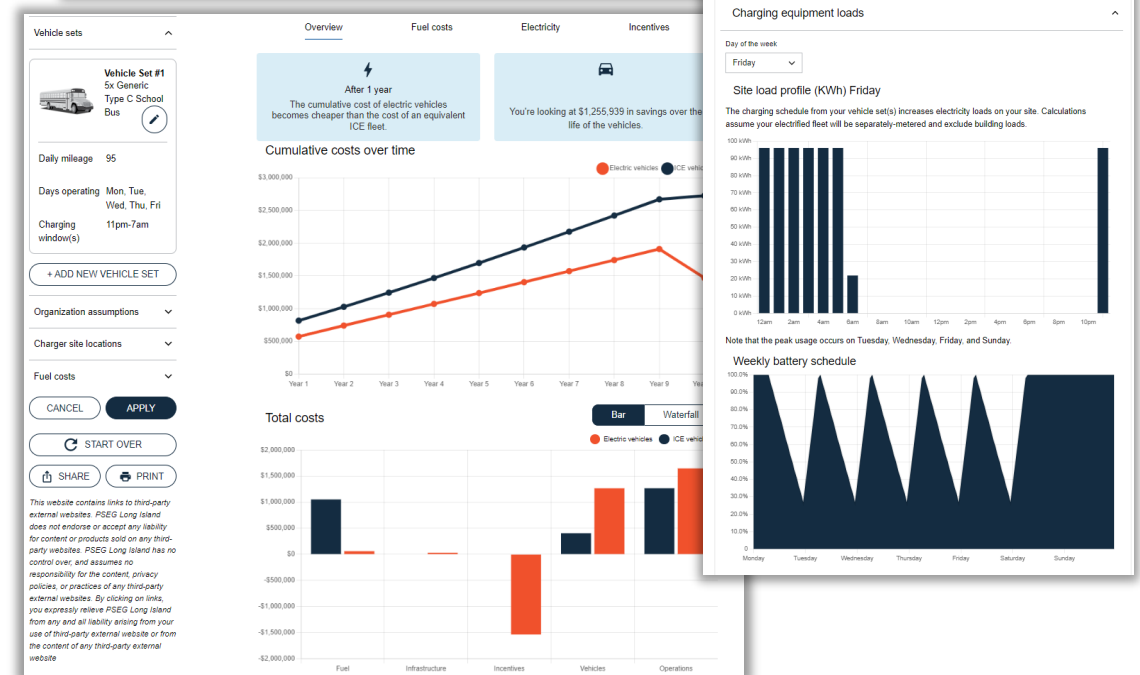 Vehicle sets
Vehicle Set #1
5x Generic
Type C School
Bus
Daily mileage 95
Days operating Mon, Tue,
Wed, Thu, Fri
Charging 11pm-7am
window(s)
+ ADD NEW VEHICLE SET
Organization assumptions
Charger site locations
Fuel costs
CANCEL APPLY
START OVER
SHARE PRINT
This website contains links to third-party
external websites. PSEG Long Island
does not endorse or accept any liability
for content or products sold on any third-
party websites. PSEG Long Island has no
control over, and assumes no
responsibility for the content, privacy
policies, or practices of any third-party
external websites. By clicking on links,
you expressly relieve PSEG Long Island
from any and all liability arising from your
use of third-party external website or from
the content of any third-party external
website
Overview Fuel costs Electricity Incentives
After 1 year
The cumulative cost of electric vehicles
becomes cheaper than the cost of an equivalent
ICE fleet.
You're looking at $1,255,939 in savings over the
life of the vehicles.
Cumulative costs over time
Electric vehicles ICE vehic
$3,000,000
$2,500,000
$2,000,000
$1,500,000
$1,000,000
$500,000
$0
Year 1 Year 2 Year 3 Year 4 Year 5 Year 6 Year 7 Year 8 Year 9 Yea
Total costs
Bar Waterfall
Electric vehicles ICE vehic
$2,000,000
$1,500,000
$1,000,000
$500,000
$0
-$500,000
-$1,000,000
-$1,500,000
-$2,000,000
Fuel Infrastructure Incentives Vehicles Operations
Charging equipment loads
Day of the week
Friday
Site load profile (KWh) Friday
The charging schedule from your vehicle set(s) increases electricity loads on your site. Calculations
assume your electrified fleet will be separately-metered and exclude building loads.
100 kWh
90 kWh
80 kWh
70 kWh
60 kWh
50 kWh
40 kWh
30 kWh
20 kWh
10 kWh
0 kWh
12am 2am 4am 6am 8am 10am 12pm 2pm 4pm 6pm 8pm 10pm
Note that the peak usage occurs on Tuesday, Wednesday, Friday, and Sunday.
Weekly battery schedule
100.0%
90.0%
80.0%
70.0%
60.0%
50.0%
40.0%
30.0%
20.0%
10.0%
0
Monday Tuesday Wednesday Thursday Friday Saturday Sunday